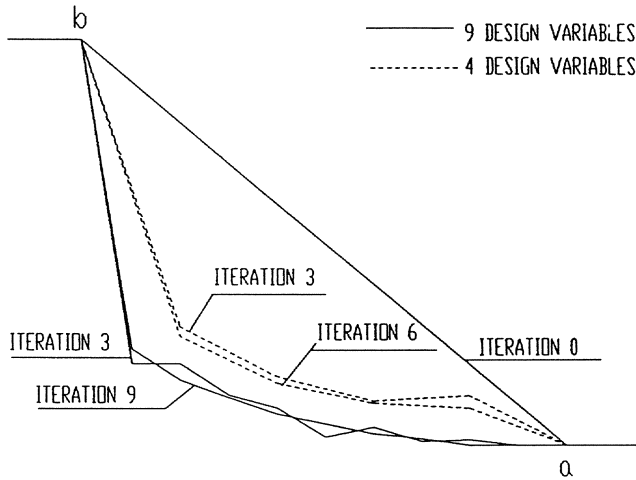 b
9 DESIGN VARIABLES
4 DESIGN VARIABLES
ITERATION 3
ITERATION 3
ITERATION 6
ITERATION 0
ITERATION 9
a